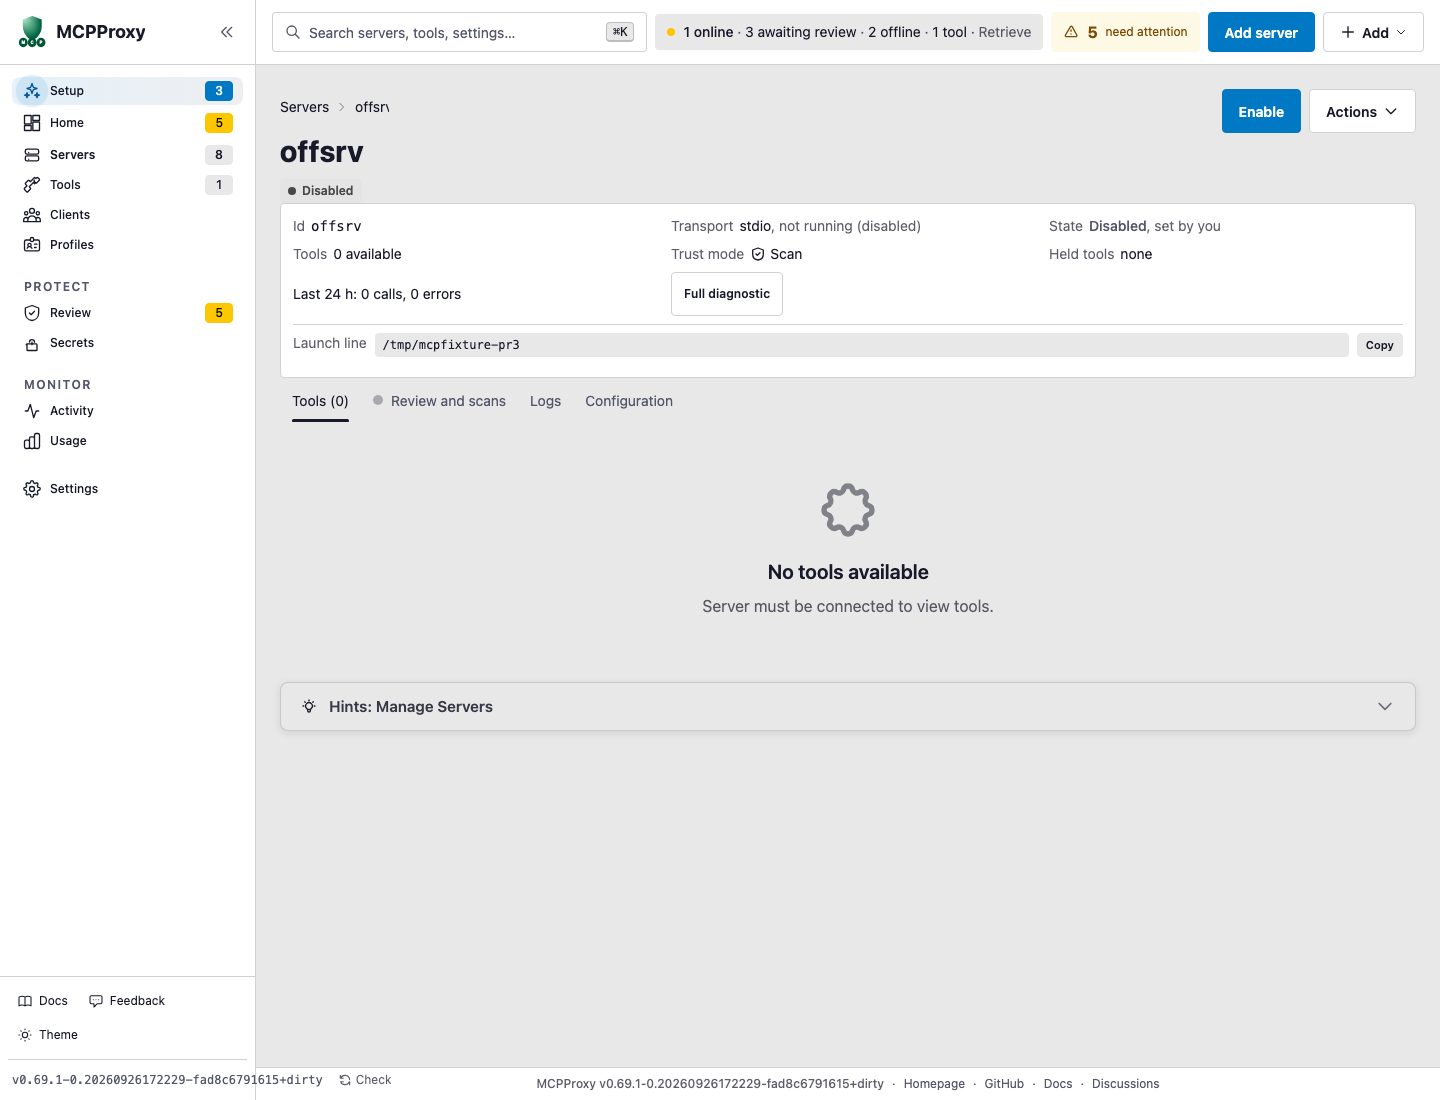 MCPProxy
Search servers, tools, settings...
⌘K
1 online · 3 awaiting review · 2 offline · 1 tool · Retrieve
5 need attention
Add server
Add
Setup 3
Home 5
Servers 8
Tools 1
Clients
Profiles
PROTECT
Review 5
Secrets
MONITOR
Activity
Usage
Settings
Docs
Feedback
Theme
v0.69.1-0.20260926172229-fad8c6791615+dirty
Check
Servers > offsrv
Enable
Actions
offsrv
Disabled
Id offsrv
Transport stdio, not running (disabled)
State Disabled, set by you
Tools 0 available
Trust mode Scan
Held tools none
Last 24 h: 0 calls, 0 errors
Full diagnostic
Launch line /tmp/mcpfixture-pr3
Copy
Tools (0)
Review and scans
Logs
Configuration
No tools available
Server must be connected to view tools.
Hints: Manage Servers
MCPProxy v0.69.1-0.20260926172229-fad8c6791615+dirty · Homepage · GitHub · Docs · Discussions